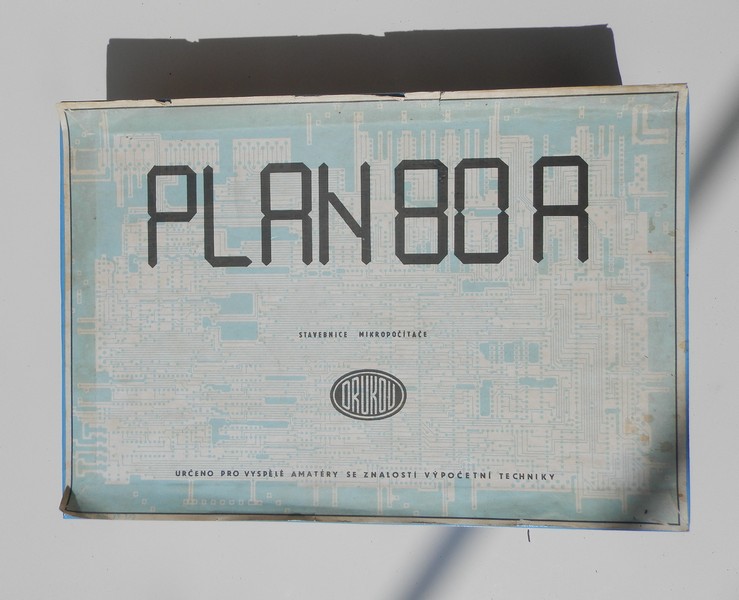 PLAN 80 A
STAVEBNICE MIKROPOČÍTAČE
DRUKOV
URČENO PRO VYSPĚLÉ AMATÉRY SE ZNALOSTÍ VÝPOČETNÍ TECHNIKY